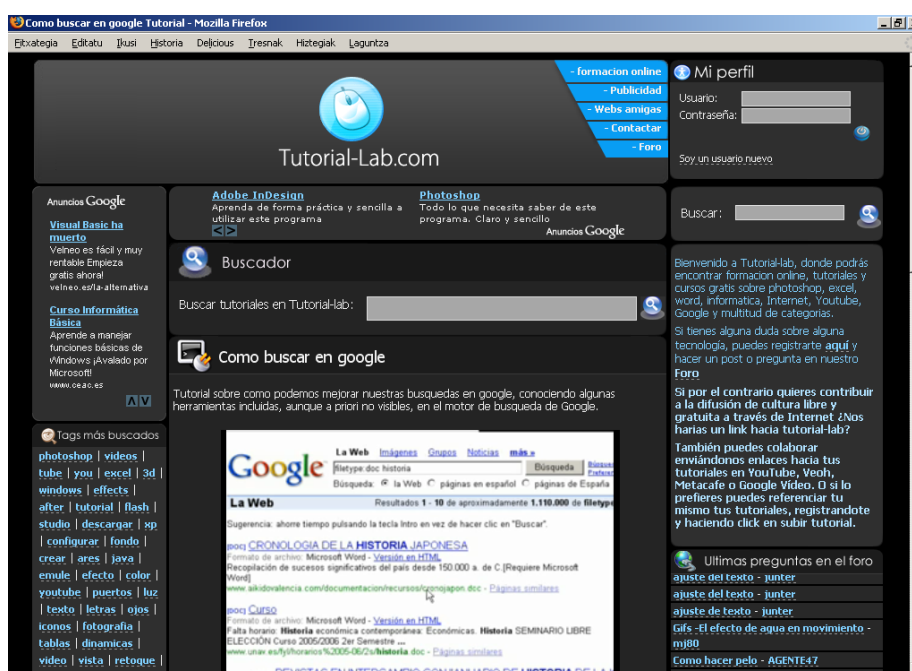 Como buscar en google Tutorial - Mozilla Firefox
Fitxategia Editatu Ikusi Historia Delicious Tresnak Hiztegiak Laguntza
Tutorial-Lab.com
- formacion online
- Publicidad
- Webs amigas
- Contactar
- Foro
Mi perfil
Usuario:
Contraseña:
Soy un usuario nuevo
Anuncios Google
Visual Basic ha
muerto
Velneo es fácil y muy
rentable Empieza
gratis ahora!
velneo.es/la-alternativa
Curso Informática
Básica
Aprende a manejar
funciones básicas de
Windows ¡Avalado por
Microsoft!
www.ceac.es
Adobe InDesign
Aprenda de forma práctica y sencilla a
utilizar este programa
Photoshop
Todo lo que necesita saber de este
programa. Claro y sencillo
Anuncios Google
Buscar:
Buscador
Buscar tutoriales en Tutorial-lab:
Como buscar en google
Tutorial sobre como podemos mejorar nuestras busquedas en google, conociendo algunas
herramientas incluidas, aunque a priori no visibles, en el motor de busqueda de Google.
Google
La Web Imágenes Grupos Noticias más »
filetype:doc historia
Búsqueda
Búsqueda: la Web páginas en español páginas de España
La Web Resultados 1 - 10 de aproximadamente 1.110.000 de filetyp
Sugerencia: ahorre tiempo pulsando la tecla Intro en vez de hacer clic en "Buscar".
[DOC] CRONOLOGIA DE LA HISTORIA JAPONESA
Formato de archivo: Microsoft Word - Versión en HTML
Recopilación de sucesos significativos del país desde 150.000 a. de C.[Requiere Microsoft
Word]
www.aikidovalencia.com/documentacion/recursos/cronojapon.doc - Páginas similares
[DOC] Curso
Formato de archivo: Microsoft Word - Versión en HTML
Falta horario: Historia económica contemporánea: Económicas. Historia SEMINARIO LIBRE
ELECCIÓN Curso 2005/2006 2er Semestre ...
www.unav.es/fyl/horarios%2005-06/2s/historia.doc - Páginas similares
Tags más buscados
photoshop | videos |
tube | you | excel | 3d |
windows | effects |
after | tutorial | flash |
studio | descargar | xp
| configurar | fondo |
crear | ares | java |
emule | efecto | color |
youtube | puertos | luz
| texto | letras | ojos |
iconos | fotografia |
tablas | dinamicas |
video | vista | retoque |
Bienvenido a Tutorial-lab, donde podrás
encontrar formacion online, tutoriales y
cursos gratis sobre photoshop, excel,
word, informatica, Internet, Youtube,
Google y multitud de categorias.
Si tienes alguna duda sobre alguna
tecnología, puedes registrarte aquí y
hacer un post o pregunta en nuestro
Foro
Si por el contrario quieres contribuir
a la difusión de cultura libre y
gratuita a través de Internet ¿Nos
harias un link hacia tutorial-lab?
También puedes colaborar
enviándonos enlaces hacia tus
tutoriales en YouTube, Veoh,
Metacafe o Google Vídeo. O si lo
prefieres puedes referenciar tu
mismo tus tutoriales, registrandote
y haciendo click en subir tutorial.
Ultimas preguntas en el foro
ajuste del texto - junter
ajuste del texto - junter
ajuste de texto - junter
Gifs -El efecto de agua en movimiento -
mj80
Como hacer pelo - AGENTE47